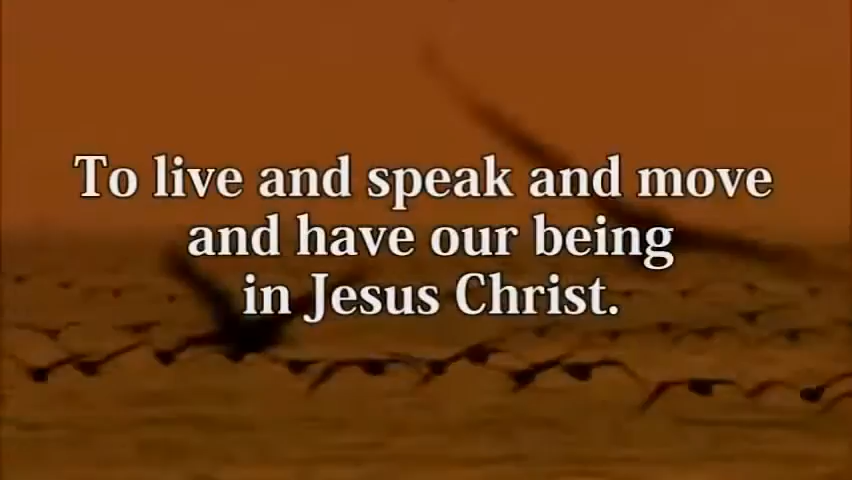 To live and speak and move
and have our being
in Jesus Christ.